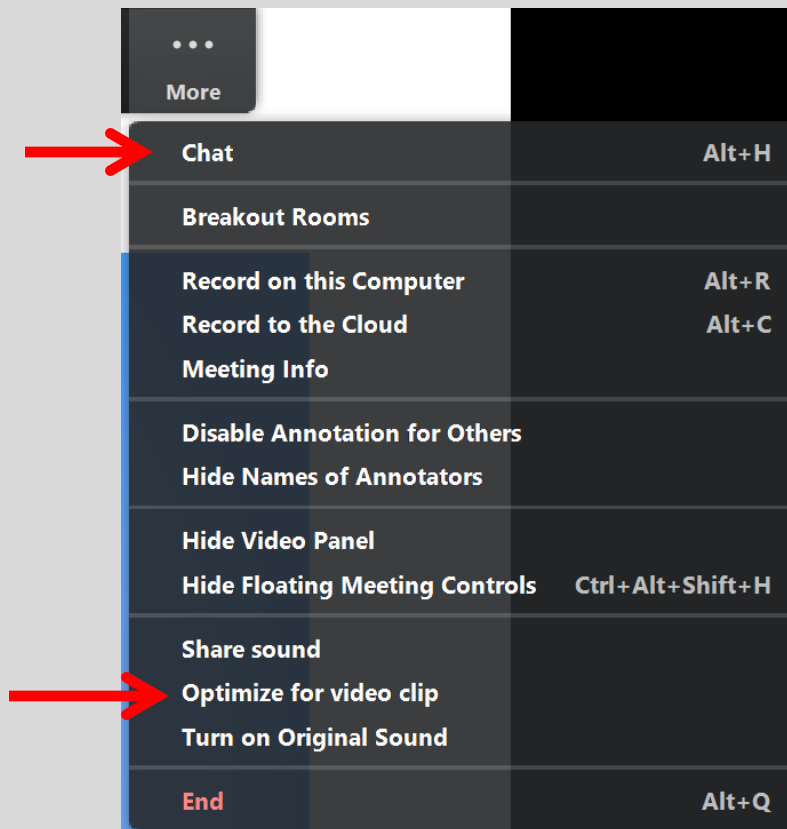 More
Chat Alt+H
Breakout Rooms
Record on this Computer Alt+R
Record to the Cloud Alt+C
Meeting Info
Disable Annotation for Others
Hide Names of Annotators
Hide Video Panel
Hide Floating Meeting Controls Ctrl+Alt+Shift+H
Share sound
Optimize for video clip
Turn on Original Sound
End Alt+Q